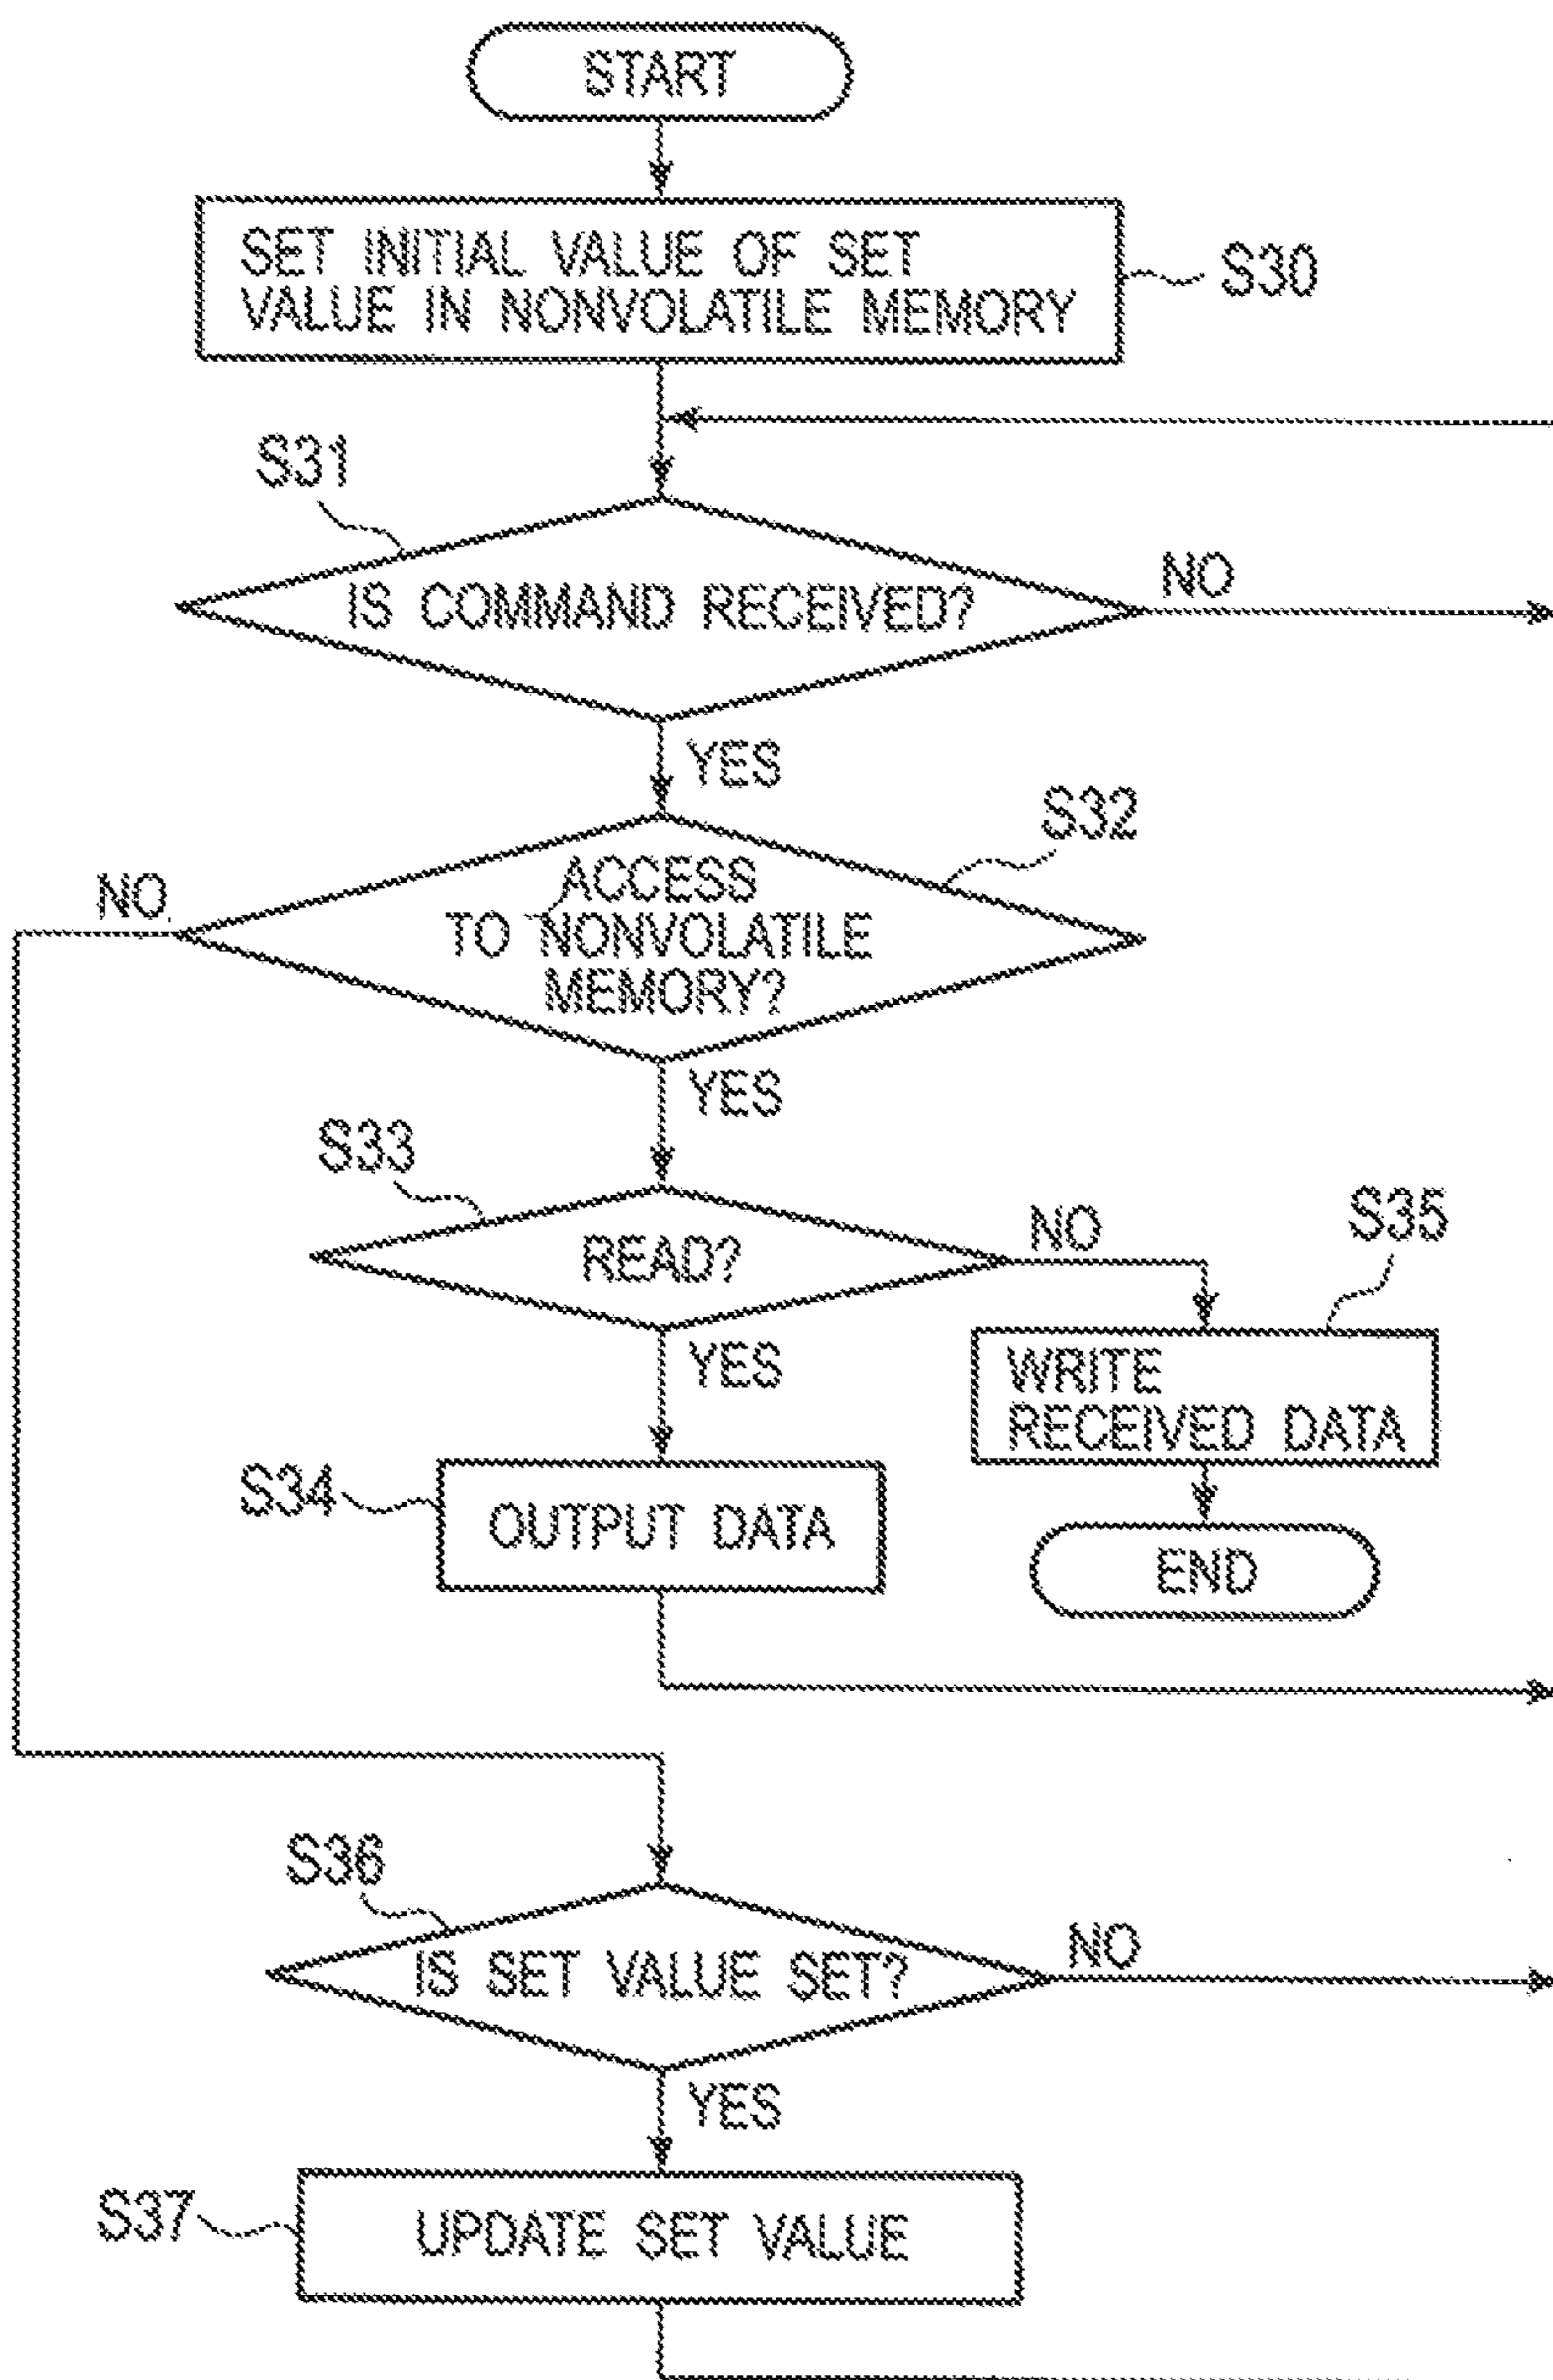 START
SET INITIAL VALUE OF SET
VALUE IN NONVOLATILE MEMORY
S30
S31
IS COMMAND RECEIVED?
NO
YES
S32
NO
ACCESS
TO NONVOLATILE
MEMORY?
YES
S33
READ?
NO
S35
YES
WRITE
RECEIVED DATA
S34
OUTPUT DATA
END
S36
IS SET VALUE SET?
NO
YES
S37
UPDATE SET VALUE